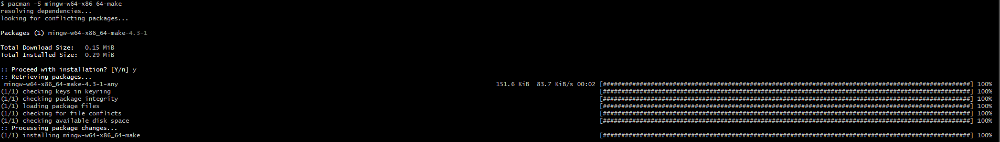 $ pacman -S mingw-w64-x86_64-make
resolving dependencies...
looking for conflicting packages...
Packages (1) mingw-w64-x86_64-make-4.3-1
Total Download Size:   0.15 MiB
Total Installed Size:  0.29 MiB
:: Proceed with installation? [Y/n] y
:: Retrieving packages...
mingw-w64-x86_64-make-4.3-1-any 151.6 KiB  83.7 KiB/s 00:02 [####################################################################################################] 100%
(1/1) checking keys in keyring [####################################################################################################] 100%
(1/1) checking package integrity [####################################################################################################] 100%
(1/1) loading package files [####################################################################################################] 100%
(1/1) checking for file conflicts [####################################################################################################] 100%
(1/1) checking available disk space [####################################################################################################] 100%
:: Processing package changes...
(1/1) installing mingw-w64-x86_64-make [####################################################################################################] 100%